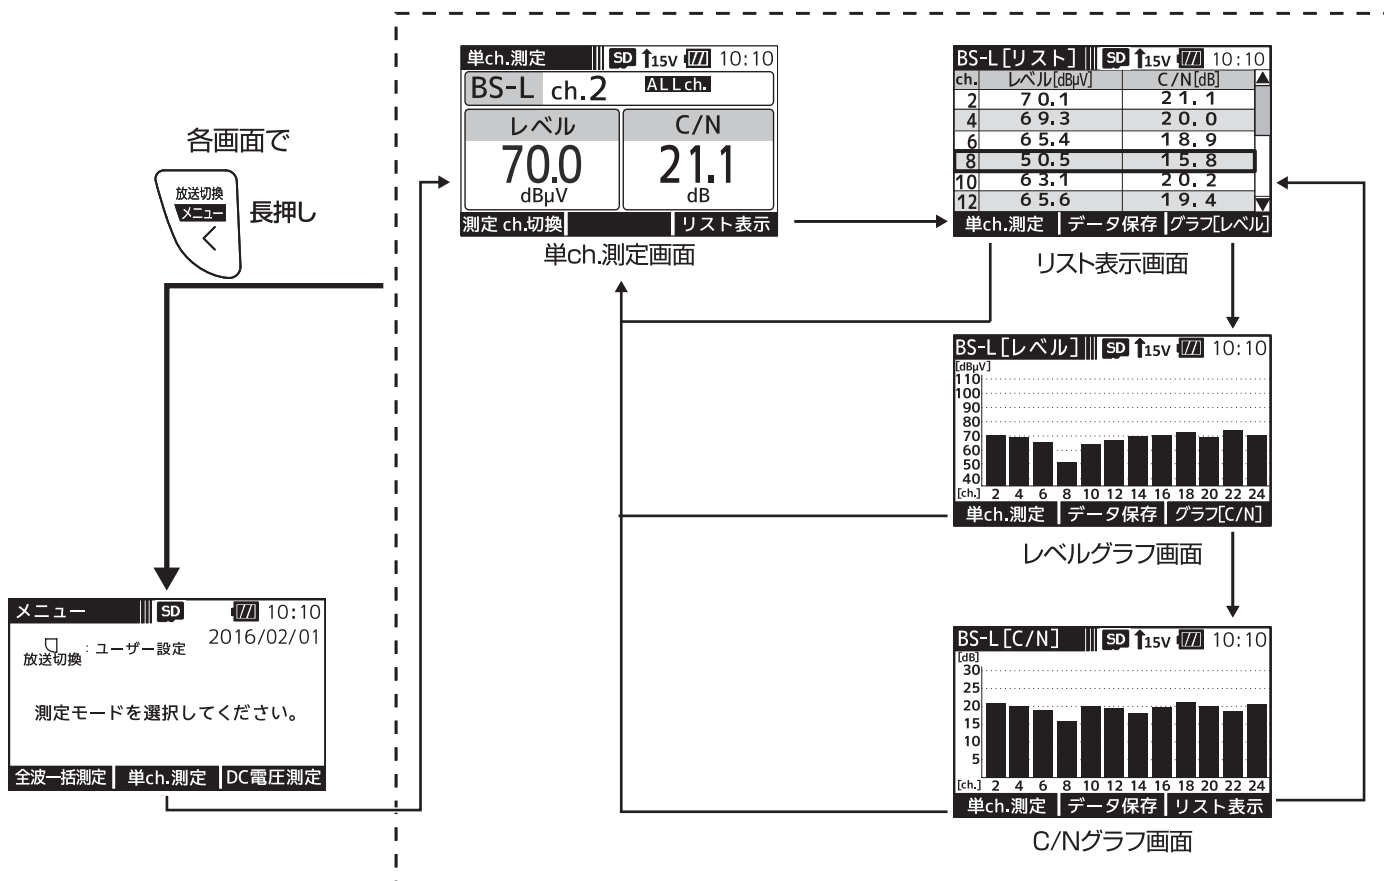 各画面で
放送切換
メニュー
長押し
メニュー SD 10:10
2016/02/01
放送切換 : ユーザー設定
測定モードを選択してください。
全波一括測定 単ch.測定 DC電圧測定
単ch.測定 SD 15V 10:10
BS-L ch.2 ALL ch.
レベル C/N
70.0 21.1
dBµV dB
測定 ch.切換 リスト表示
単ch.測定画面
BS-L[リスト] SD 15V 10:10
ch. レベル[dBµV] C/N[dB]
2 70.1 21.1
4 69.3 20.0
6 65.4 18.9
8 50.5 15.8
10 63.1 20.2
12 65.6 19.4
単ch.測定 データ保存 グラフ[レベル]
リスト表示画面
BS-L[レベル] SD 15V 10:10
[dBµV]
110
100
90
80
70
60
50
40
[ch.] 2 4 6 8 10 12 14 16 18 20 22 24
単ch.測定 データ保存 グラフ[C/N]
レベルグラフ画面
BS-L[C/N] SD 15V 10:10
[dB]
30
25
20
15
10
5
[ch.] 2 4 6 8 10 12 14 16 18 20 22 24
単ch.測定 データ保存 リスト表示
C/Nグラフ画面